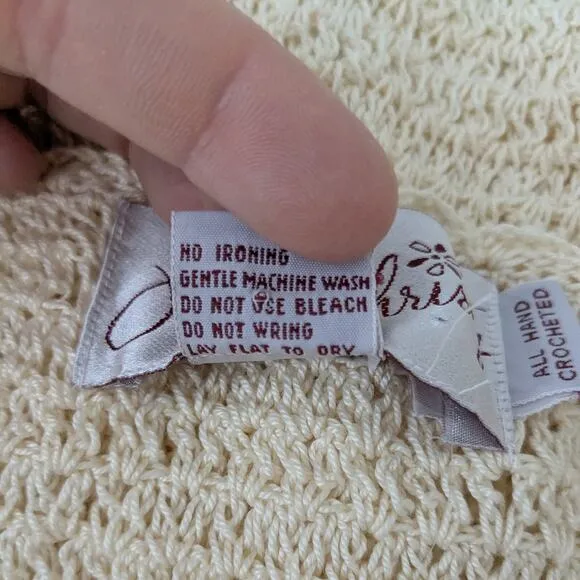 NO IRONING
GENTLE MACHINE WASH
DO NOT USE BLEACH
DO NOT WRING
LAY FLAT TO DRY
ALL HAND
CROCHETED